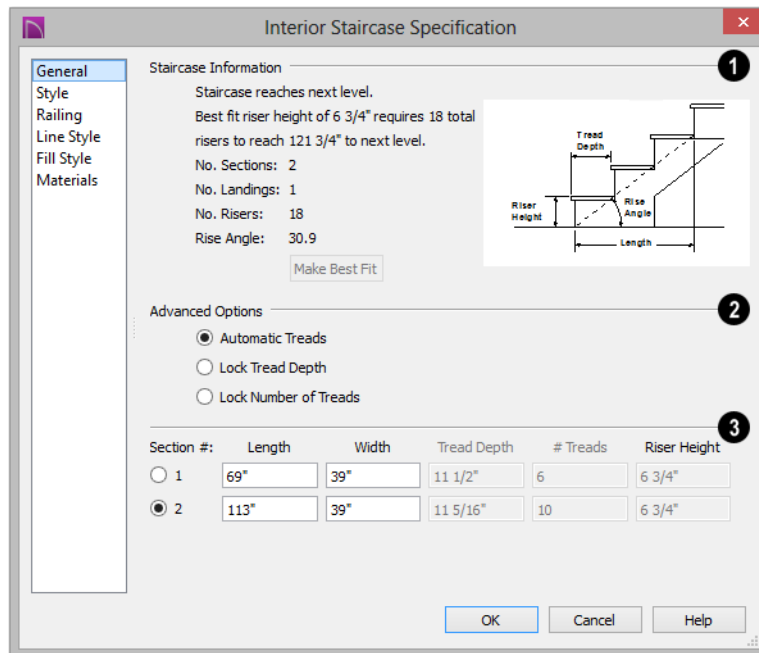 Interior Staircase Specification
General
Style
Railing
Line Style
Fill Style
Materials
Staircase Information
1
Staircase reaches next level.
Best fit riser height of 6 3/4" requires 18 total
risers to reach 121 3/4" to next level.
No. Sections: 2
No. Landings: 1
No. Risers: 18
Rise Angle: 30.9
Make Best Fit
Tread
Depth
Riser
Height
Rise
Angle
Length
Advanced Options
2
Automatic Treads
Lock Tread Depth
Lock Number of Treads
3
Section #: Length Width Tread Depth # Treads Riser Height
1 69" 39" 11 1/2" 6 6 3/4"
2 113" 39" 11 5/16" 10 6 3/4"
OK Cancel Help